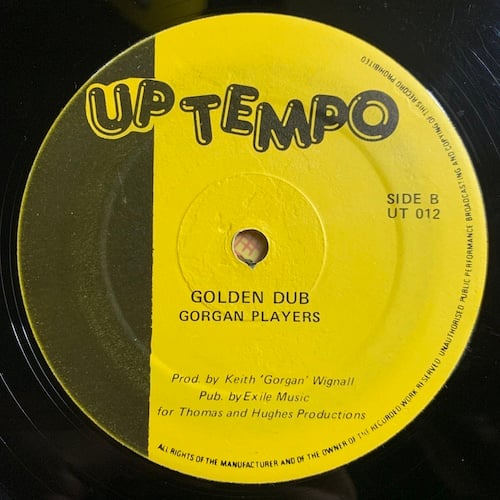 UP TEMPO
SIDE B
UT 012
GOLDEN DUB
GORGAN PLAYERS
Prod. by Keith 'Gorgan' Wignall
Pub. by Exile Music
for Thomas and Hughes Productions
ALL RIGHTS OF THE MANUFACTURER AND OF THE OWNER OF THE RECORDED WORK RESERVED UNAUTHORISED PUBLIC PERFORMANCE BROADCASTING AND COPYING OF THIS RECORD PROHIBITED